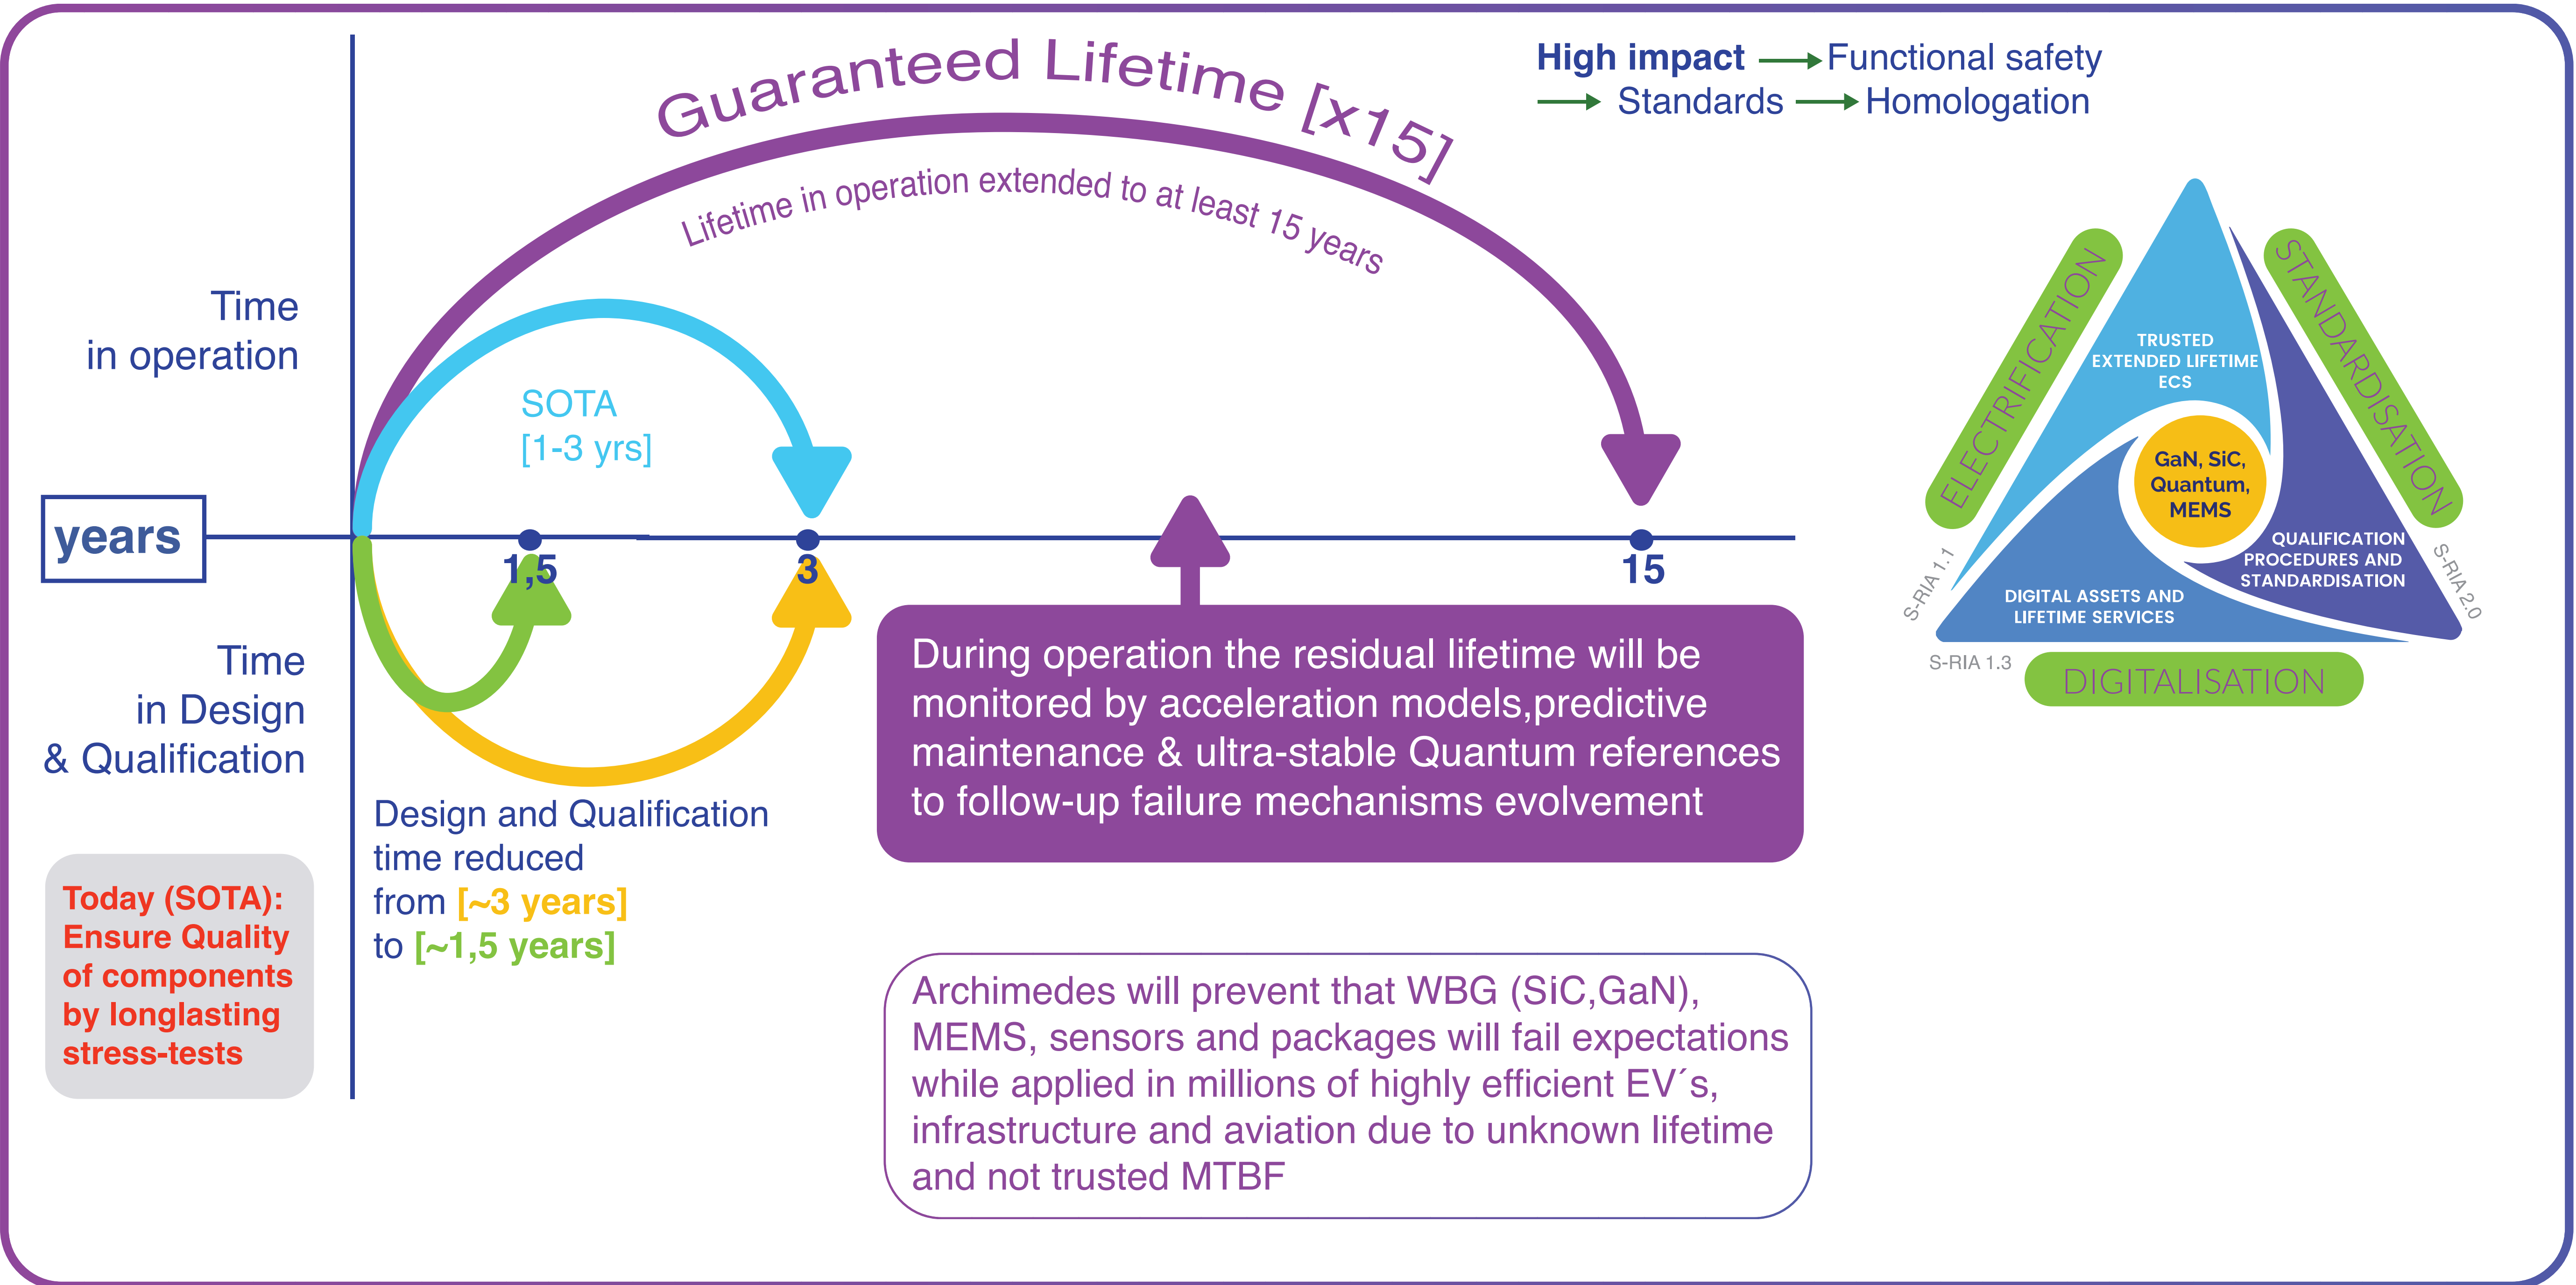 Guaranteed Lifetime [x15]
Lifetime in operation extended to at least 15 years
High impact → Functional safety
→ Standards → Homologation
Time
in operation
SOTA
[1-3 yrs]
years
1,5
3
15
Time
in Design
& Qualification
Design and Qualification
time reduced
from [~3 years]
to [~1,5 years]
Today (SOTA):
Ensure Quality
of components
by longlasting
stress-tests
During operation the residual lifetime will be
monitored by acceleration models,predictive
maintenance & ultra-stable Quantum references
to follow-up failure mechanisms evolvement
Archimedes will prevent that WBG (SiC,GaN),
MEMS, sensors and packages will fail expectations
while applied in millions of highly efficient EV´s,
infrastructure and aviation due to unknown lifetime
and not trusted MTBF
ELECTRIFICATION
STANDARDISATION
TRUSTED
EXTENDED LIFETIME
ECS
GaN, SiC,
Quantum,
MEMS
QUALIFICATION
PROCEDURES AND
STANDARDISATION
DIGITAL ASSETS AND
LIFETIME SERVICES
S-RIA 1.1
S-RIA 2.0
S-RIA 1.3
DIGITALISATION